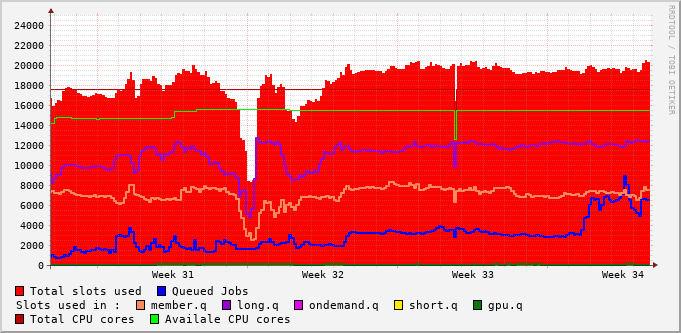 24000
22000
20000
18000
16000
14000
12000
10000
8000
6000
4000
2000
0
Week 31 Week 32 Week 33 Week 34
RRDTOOL / TOBI OETIKER
Total slots used Queued Jobs
Slots used in : member.q long.q ondemand.q short.q gpu.q
Total CPU cores Availale CPU cores